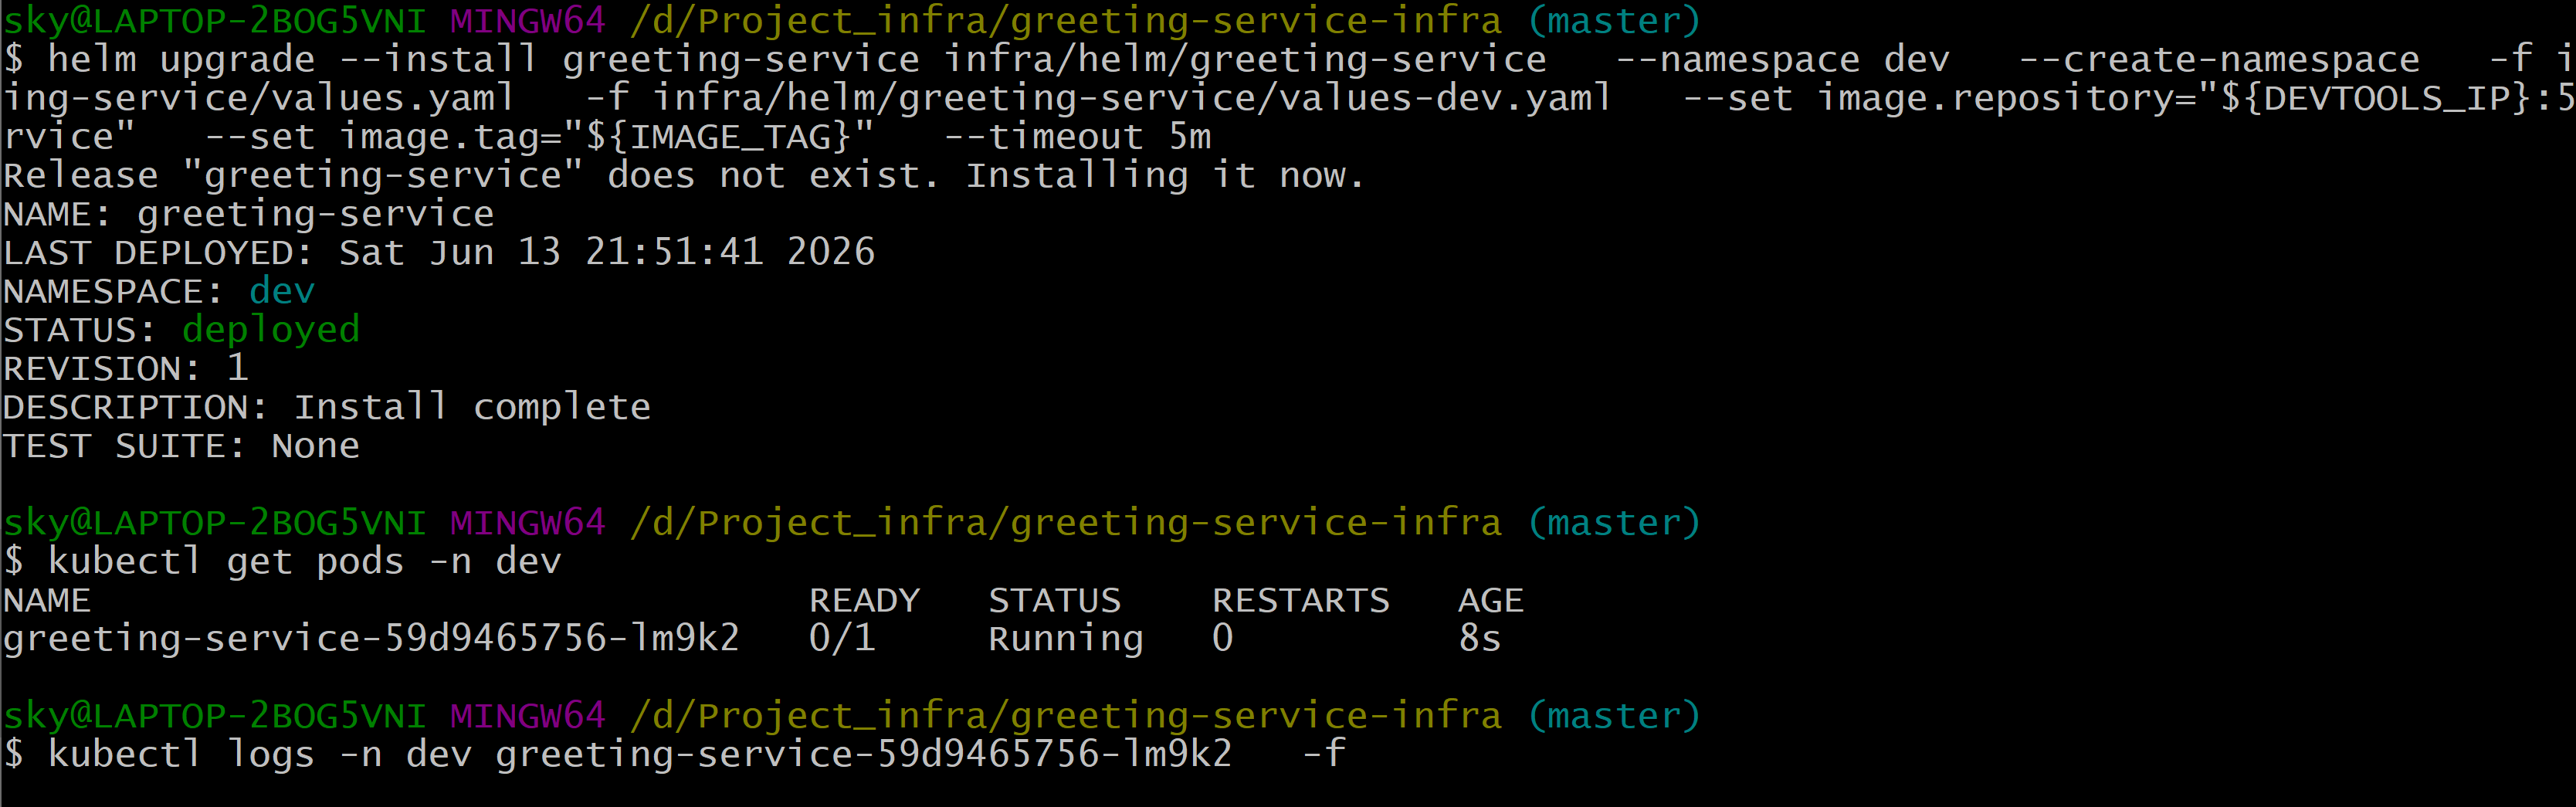 sky@LAPTOP-2BOG5VNI MINGW64 /d/Project_infra/greeting-service-infra (master)
$ helm upgrade --install greeting-service infra/helm/greeting-service   --namespace dev   --create-namespace   -f i
ing-service/values.yaml   -f infra/helm/greeting-service/values-dev.yaml   --set image.repository="${DEVTOOLS_IP}:5
rvice"   --set image.tag="${IMAGE_TAG}"   --timeout 5m
Release "greeting-service" does not exist. Installing it now.
NAME: greeting-service
LAST DEPLOYED: Sat Jun 13 21:51:41 2026
NAMESPACE: dev
STATUS: deployed
REVISION: 1
DESCRIPTION: Install complete
TEST SUITE: None
sky@LAPTOP-2BOG5VNI MINGW64 /d/Project_infra/greeting-service-infra (master)
$ kubectl get pods -n dev
NAME                                READY   STATUS    RESTARTS   AGE
greeting-service-59d9465756-lm9k2   0/1     Running   0          8s
sky@LAPTOP-2BOG5VNI MINGW64 /d/Project_infra/greeting-service-infra (master)
$ kubectl logs -n dev greeting-service-59d9465756-lm9k2   -f